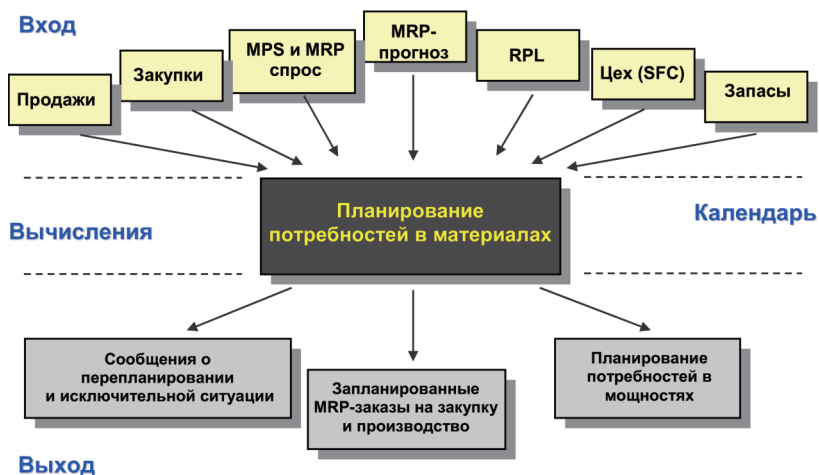 Вход
Продажи
Закупки
MPS и MRP
спрос
MRP-
прогноз
RPL
Цех (SFC)
Запасы
Вычисления
Планирование
потребностей в материалах
Календарь
Сообщения о
перепланировании
и исключительной ситуации
Запланированные
MRP-заказы на закупку
и производство
Планирование
потребностей в
мощностях
Выход